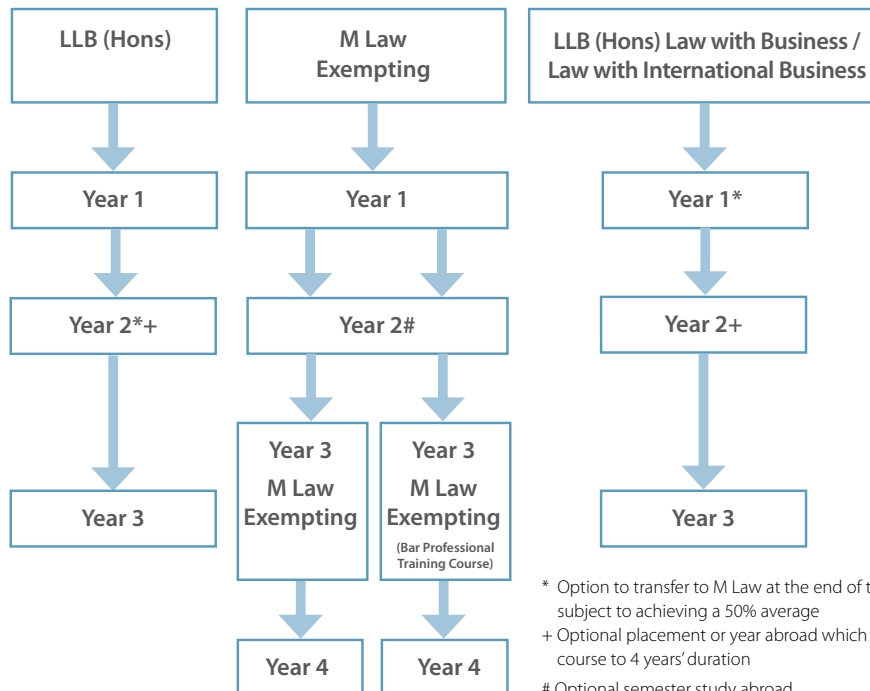 LLB (Hons)
Year 1
Year 2*+
Year 3
M Law
Exempting
Year 1
Year 2#
Year 3
M Law
Exempting
Year 4
Year 3
M Law
Exempting
(Bar Professional
Training Course)
Year 4
LLB (Hons) Law with Business /
Law with International Business
Year 1*
Year 2+
Year 3
* Option to transfer to M Law at the end of
subject to achieving a 50% average
+ Optional placement or year abroad which
course to 4 years' duration
# Optional semester study abroad